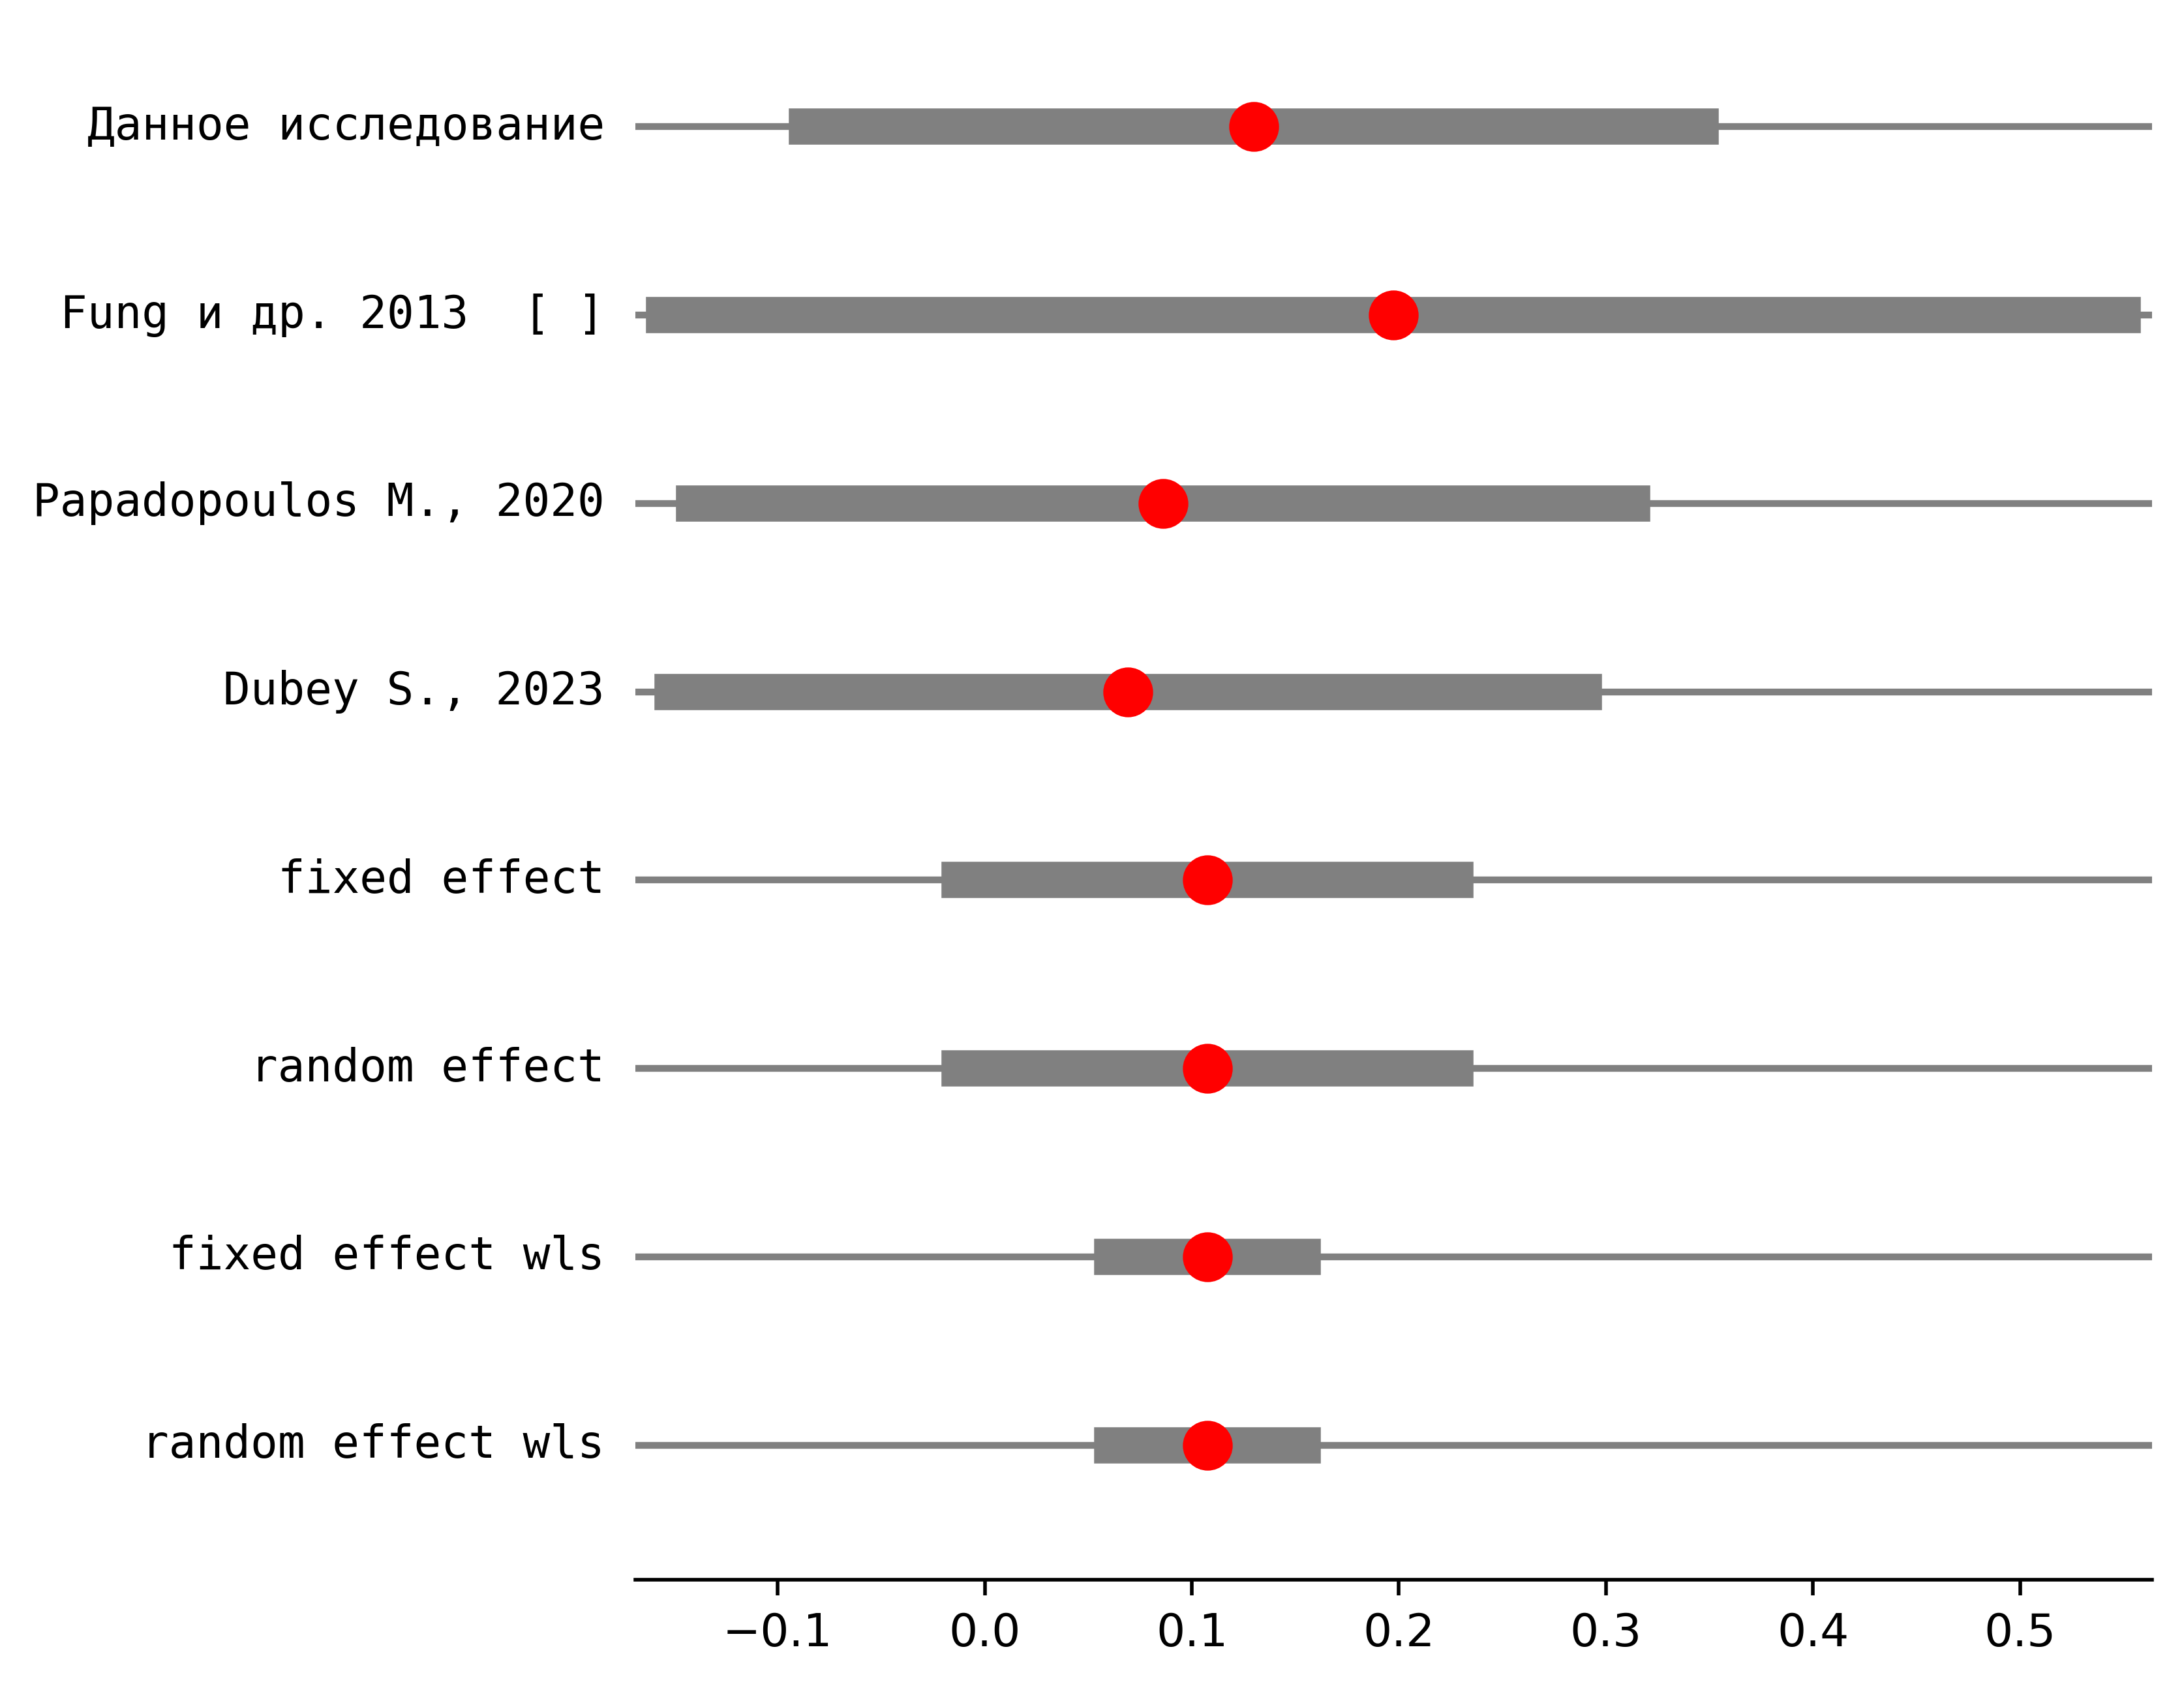 Данное исследование
Fung и др. 2013  [ ]
Papadopoulos M., 2020
Dubey S., 2023
fixed effect
random effect
fixed effect wls
random effect wls
−0.1 0.0 0.1 0.2 0.3 0.4 0.5